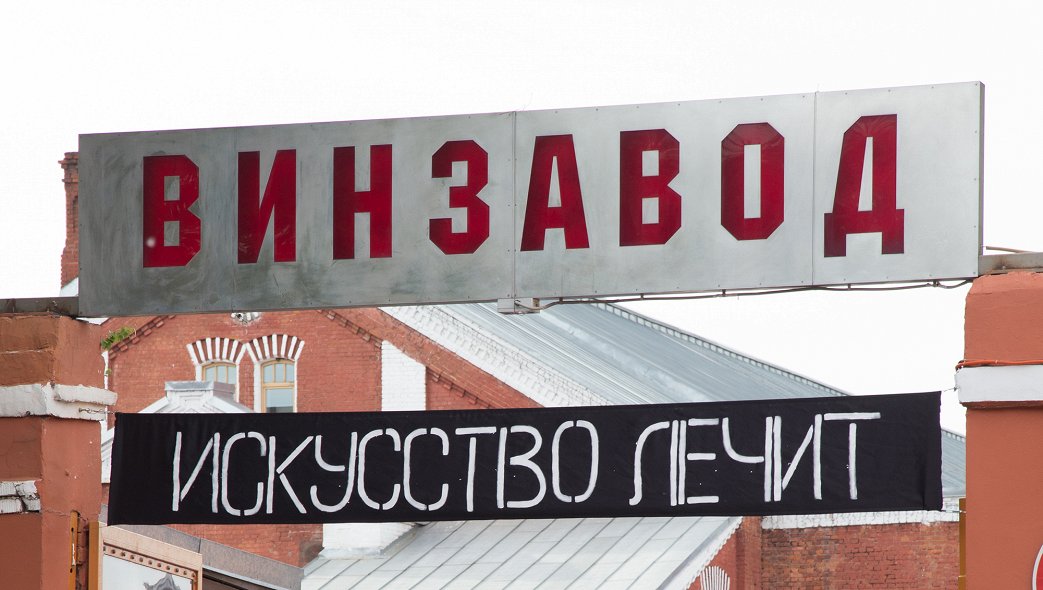 ВИНЗАВОД
ИСКУССТВО ЛЕЧИТ